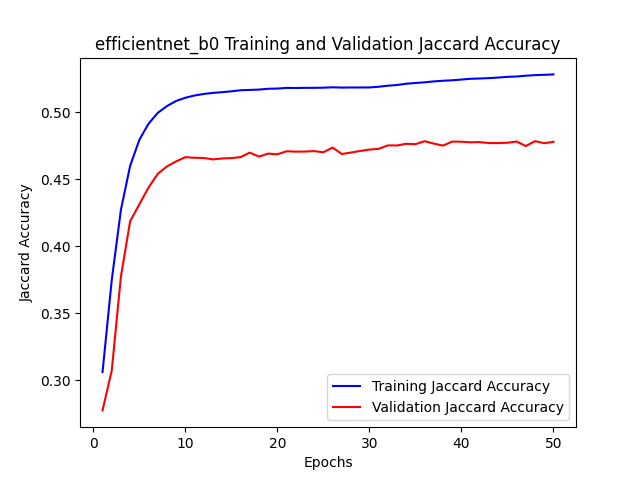 efficientnet_b0 Training and Validation Jaccard Accuracy
Jaccard Accuracy
0.50
0.45
0.40
0.35
0.30
Training Jaccard Accuracy
Validation Jaccard Accuracy
0 10 20 30 40 50
Epochs